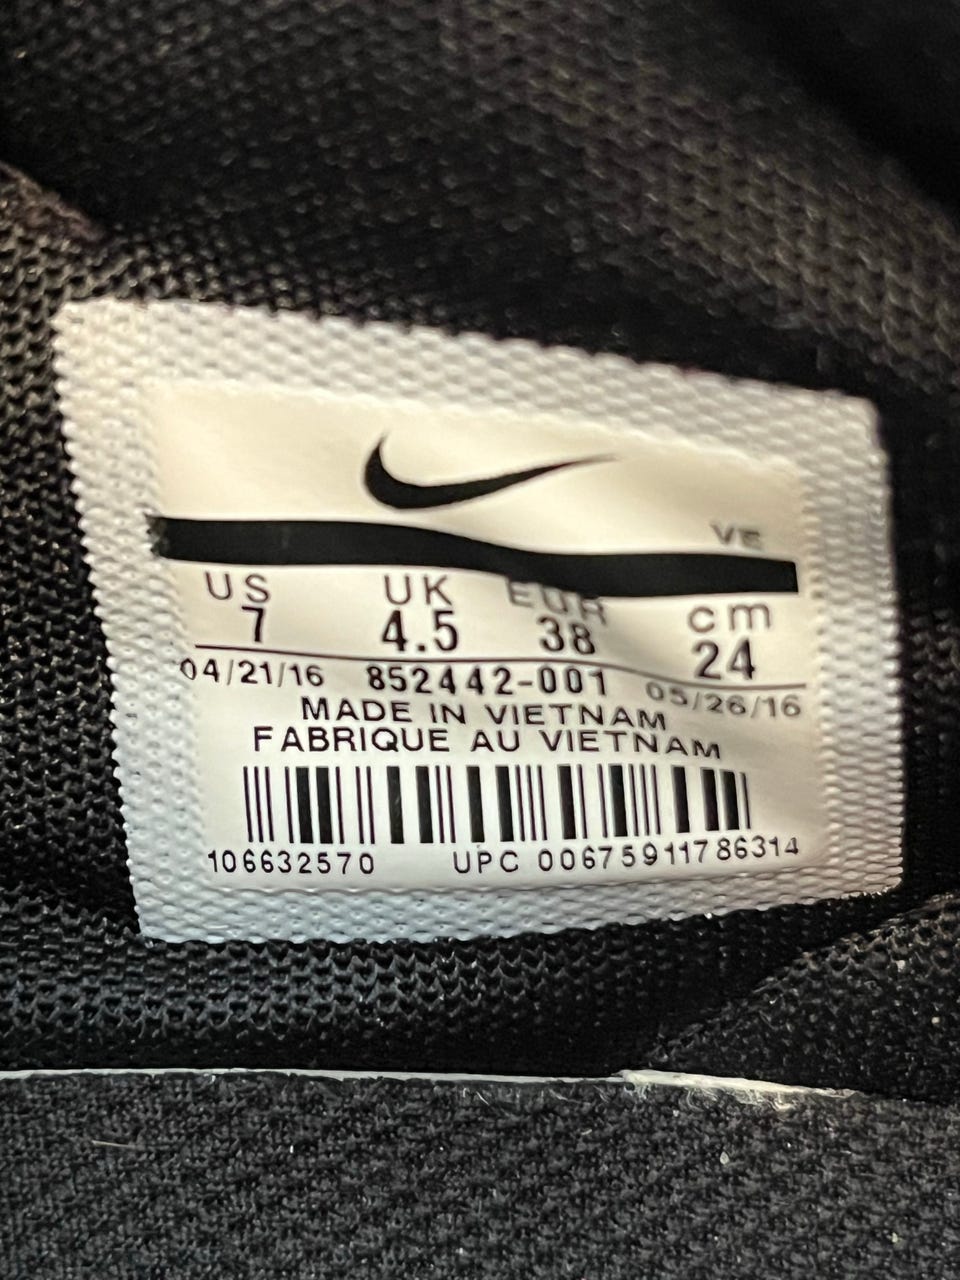 VE
US UK EUR cm
7 4.5 38 24
04/21/16 852442-001 05/26/16
MADE IN VIETNAM
FABRIQUE AU VIETNAM
106632570 UPC 00675911786314